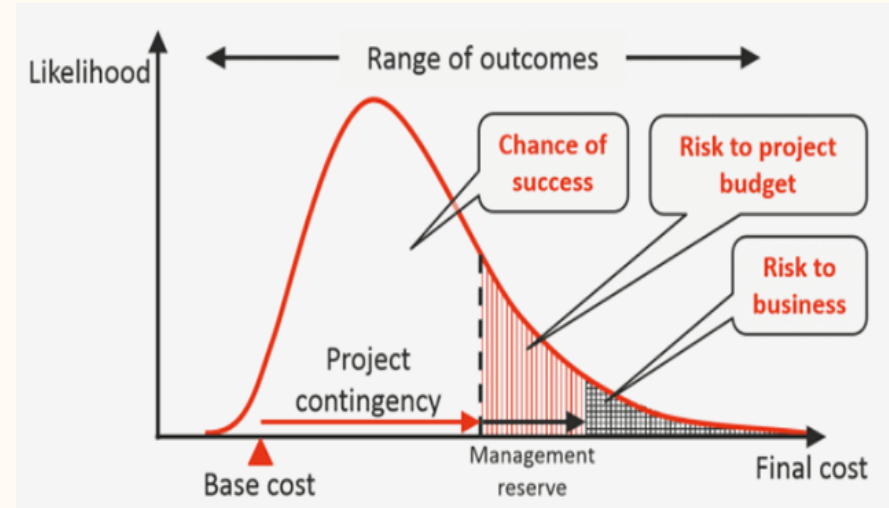 Range of outcomes
Likelihood
Chance of
success
Risk to project
budget
Risk to
business
Project
contingency
Management
reserve
Base cost
Final cost